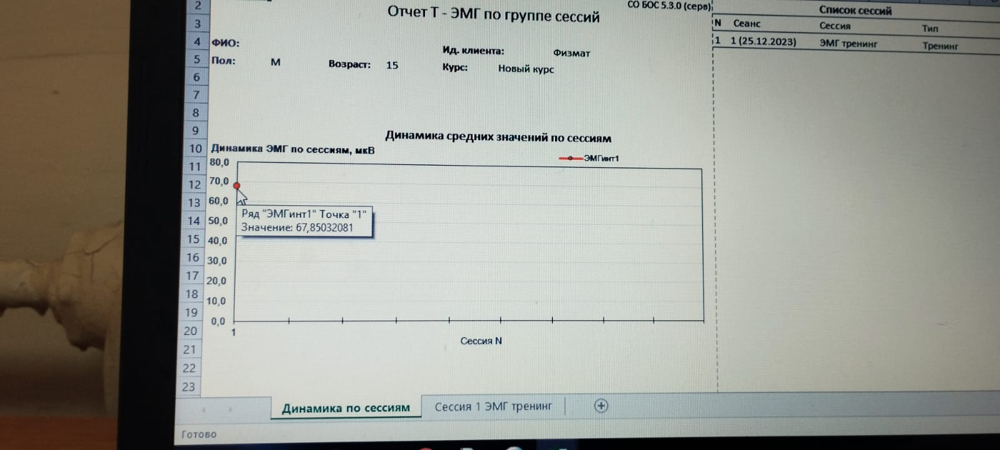 СО БОС 5.3.0 (серв)
Отчет Т - ЭМГ по группе сессий
Список сессий
N Сеанс Сессия Тип
1 1 (25.12.2023) ЭМГ тренинг Тренинг
ФИО:
Ид. клиента: Физмат
Пол: М Возраст: 15 Курс: Новый курс
Динамика средних значений по сессиям
Динамика ЭМГ по сессиям, мкВ
ЭМГинт1
80,0
70,0
60,0
50,0
40,0
30,0
20,0
10,0
0,0
1
Ряд "ЭМГинт1" Точка "1"
Значение: 67,85032081
Сессия N
2
3
4
5
6
7
8
9
10
11
12
13
14
15
16
17
18
19
20
21
22
23
Динамика по сессиям
Сессия 1 ЭМГ тренинг
Готово